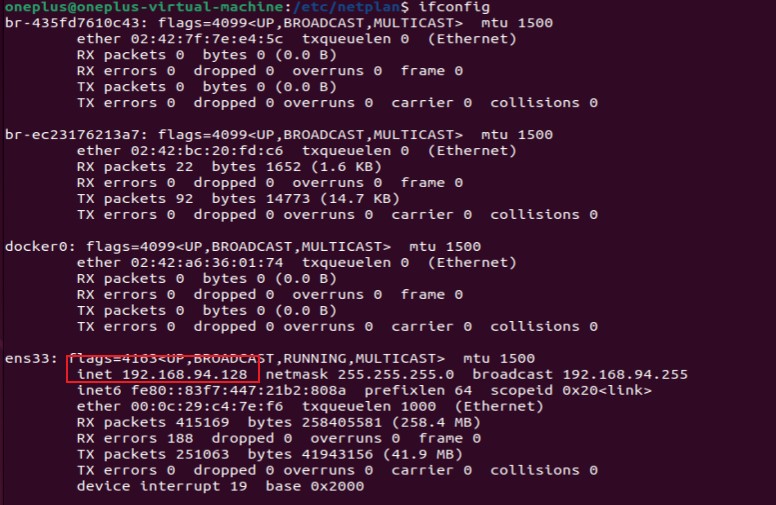 oneplus@oneplus-virtual-machine:/etc/netplan$ ifconfig
br-435fd7610c43: flags=4099<UP,BROADCAST,MULTICAST>  mtu 1500
        ether 02:42:7f:7e:e4:5c  txqueuelen 0  (Ethernet)
        RX packets 0  bytes 0 (0.0 B)
        RX errors 0  dropped 0  overruns 0  frame 0
        TX packets 0  bytes 0 (0.0 B)
        TX errors 0  dropped 0 overruns 0  carrier 0  collisions 0

br-ec23176213a7: flags=4099<UP,BROADCAST,MULTICAST>  mtu 1500
        ether 02:42:bc:20:fd:c6  txqueuelen 0  (Ethernet)
        RX packets 22  bytes 1652 (1.6 KB)
        RX errors 0  dropped 0  overruns 0  frame 0
        TX packets 92  bytes 14773 (14.7 KB)
        TX errors 0  dropped 0 overruns 0  carrier 0  collisions 0

docker0: flags=4099<UP,BROADCAST,MULTICAST>  mtu 1500
        ether 02:42:a6:36:01:74  txqueuelen 0  (Ethernet)
        RX packets 0  bytes 0 (0.0 B)
        RX errors 0  dropped 0  overruns 0  frame 0
        TX packets 0  bytes 0 (0.0 B)
        TX errors 0  dropped 0 overruns 0  carrier 0  collisions 0

ens33: flags=4163<UP,BROADCAST,RUNNING,MULTICAST>  mtu 1500
        inet 192.168.94.128  netmask 255.255.255.0  broadcast 192.168.94.255
        inet6 fe80::83f7:447:21b2:808a  prefixlen 64  scopeid 0x20<link>
        ether 00:0c:29:c4:7e:f6  txqueuelen 1000  (Ethernet)
        RX packets 415169  bytes 258405581 (258.4 MB)
        RX errors 188  dropped 0  overruns 0  frame 0
        TX packets 251063  bytes 41943156 (41.9 MB)
        TX errors 0  dropped 0 overruns 0  carrier 0  collisions 0
        device interrupt 19  base 0x2000